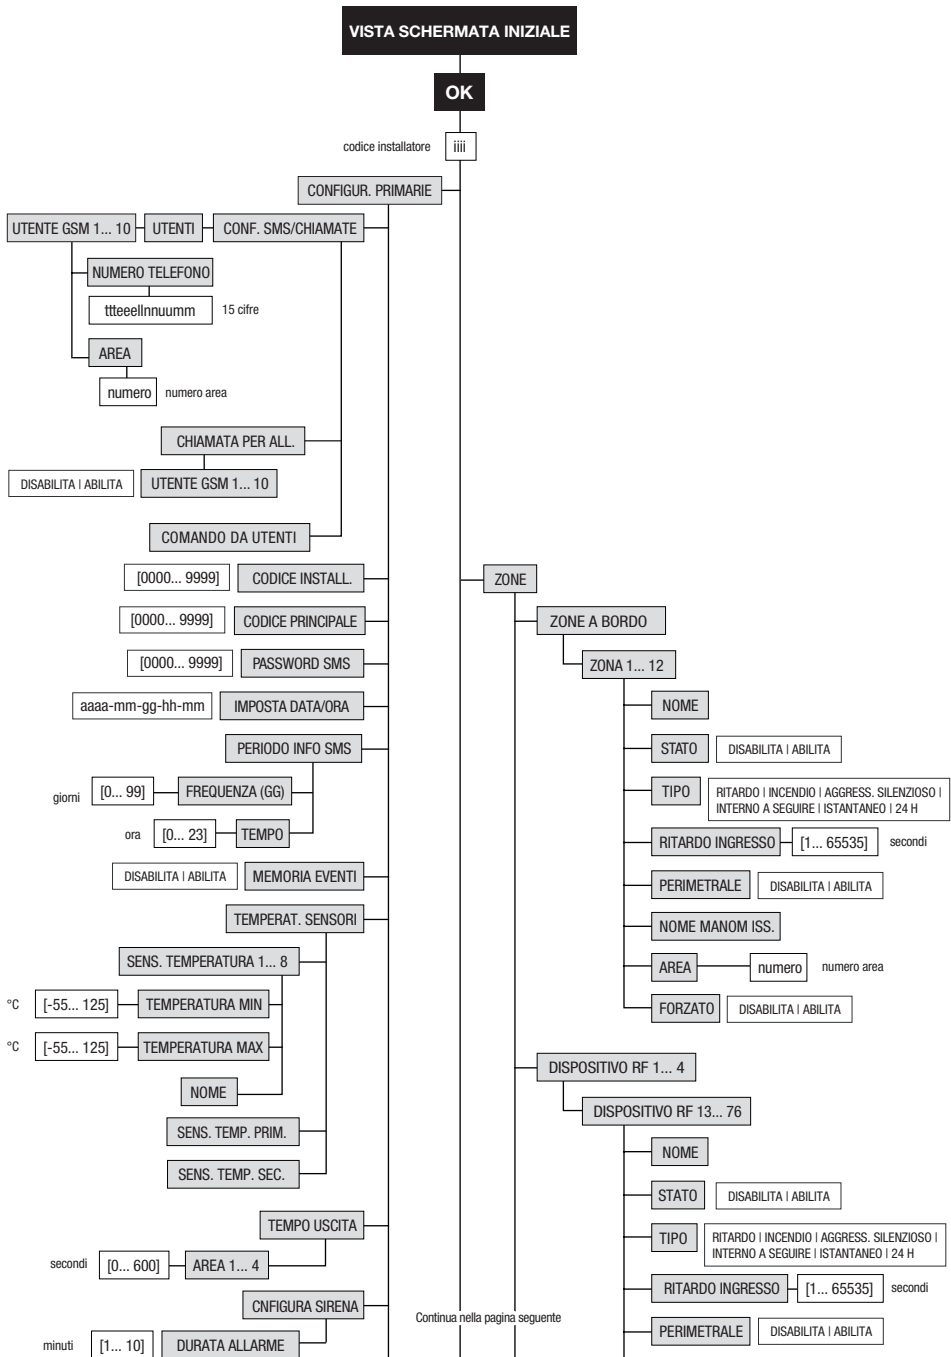 VISTA SCHERMATA INIZIALE
OK
codice installatore iiii
CONFIGUR. PRIMARIE
UTENTE GSM 1... 10 UTENTI CONF. SMS/CHIAMATE
NUMERO TELEFONO
ttteeellnnuumm 15 cifre
AREA
numero numero area
CHIAMATA PER ALL.
DISABILITA I ABILITA UTENTE GSM 1... 10
COMANDO DA UTENTI
[0000... 9999] CODICE INSTALL.
[0000... 9999] CODICE PRINCIPALE
[0000... 9999] PASSWORD SMS
aaaa-mm-gg-hh-mm IMPOSTA DATA/ORA
PERIODO INFO SMS
giorni [0... 99] FREQUENZA (GG)
ora [0... 23] TEMPO
DISABILITA I ABILITA MEMORIA EVENTI
TEMPERAT. SENSORI
SENS. TEMPERATURA 1... 8
°C [-55... 125] TEMPERATURA MIN
°C [-55... 125] TEMPERATURA MAX
NOME
SENS. TEMP. PRIM.
SENS. TEMP. SEC.
TEMPO USCITA
secondi [0... 600] AREA 1... 4
CNFIGURA SIRENA
minuti [1... 10] DURATA ALLARME
ZONE
ZONE A BORDO
ZONA 1... 12
NOME
STATO DISABILITA I ABILITA
TIPO RITARDO I INCENDIO I AGGRESS. SILENZIOSO I
INTERNO A SEGUIRE I ISTANTANEO I 24 H
RITARDO INGRESSO [1... 65535] secondi
PERIMETRALE DISABILITA I ABILITA
NOME MANOM ISS.
AREA numero numero area
FORZATO DISABILITA I ABILITA
DISPOSITIVO RF 1... 4
DISPOSITIVO RF 13... 76
NOME
STATO DISABILITA I ABILITA
TIPO RITARDO I INCENDIO I AGGRESS. SILENZIOSO I
INTERNO A SEGUIRE I ISTANTANEO I 24 H
RITARDO INGRESSO [1... 65535] secondi
PERIMETRALE DISABILITA I ABILITA
Continua nella pagina seguente